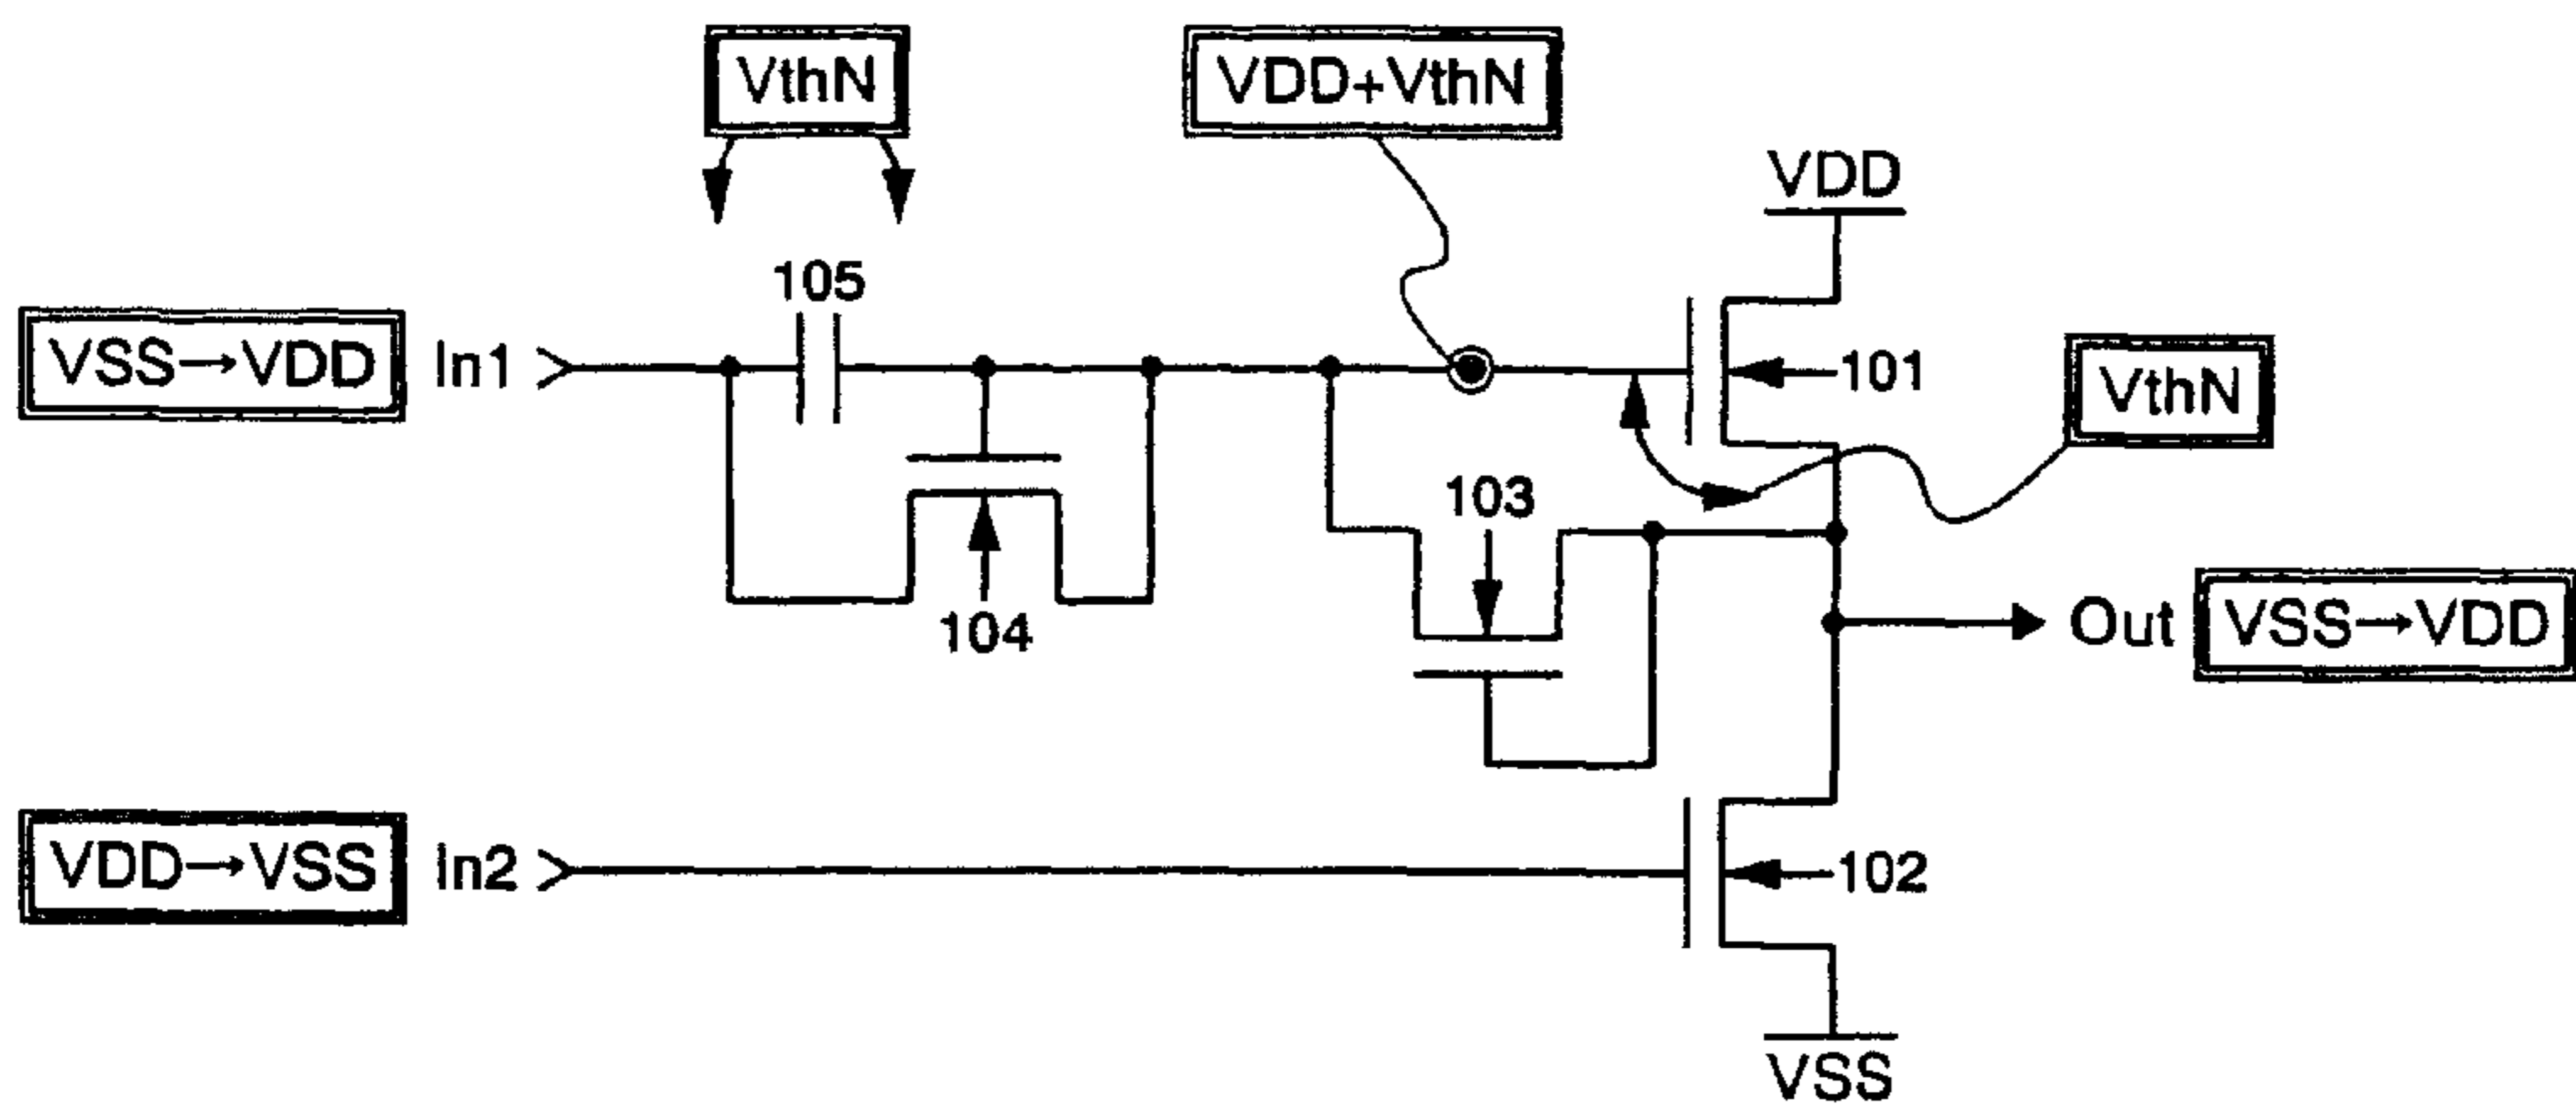 VthN
VDD+VthN
VDD
105
VSS→VDD
In1
101
VthN
103
104
Out
VSS→VDD
VDD→VSS
In2
102
VSS